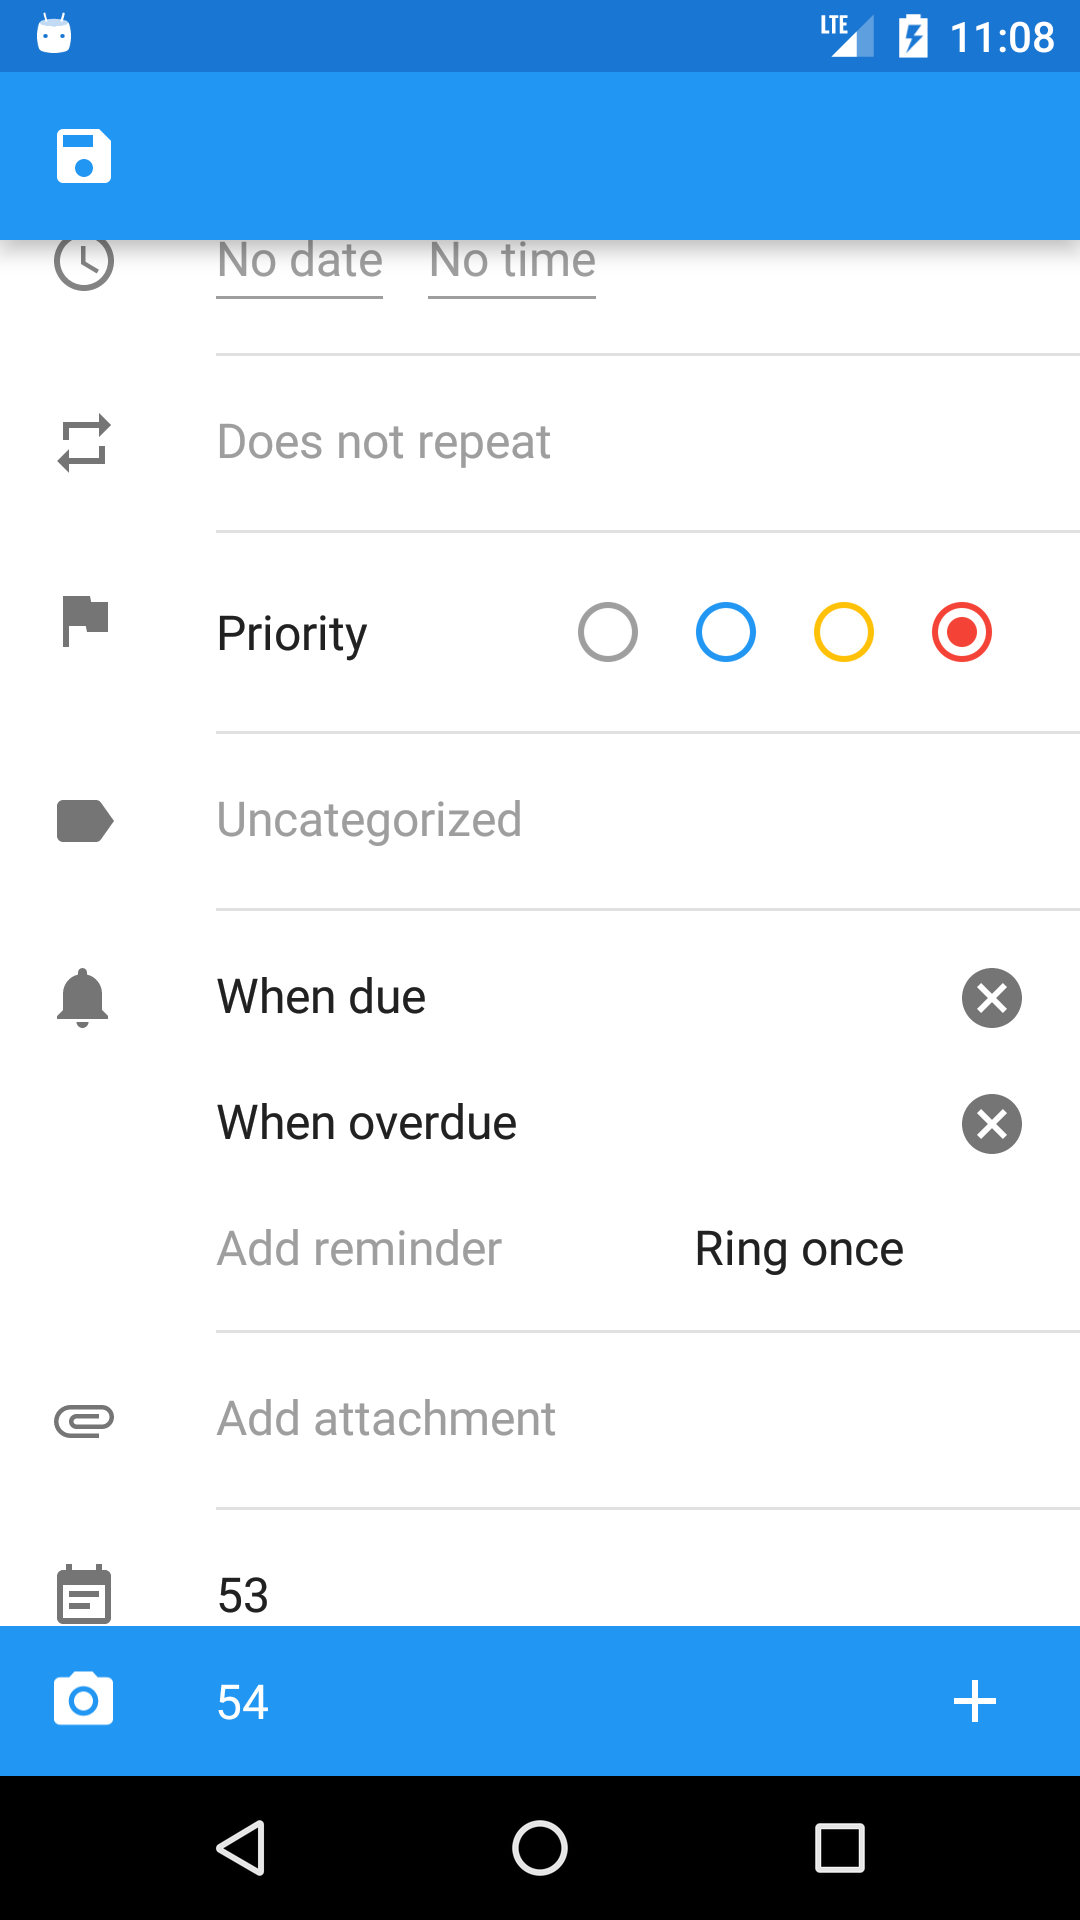 LTE 11:08
No date No time
Does not repeat
Priority
Uncategorized
When due
When overdue
Add reminder Ring once
Add attachment
53
54